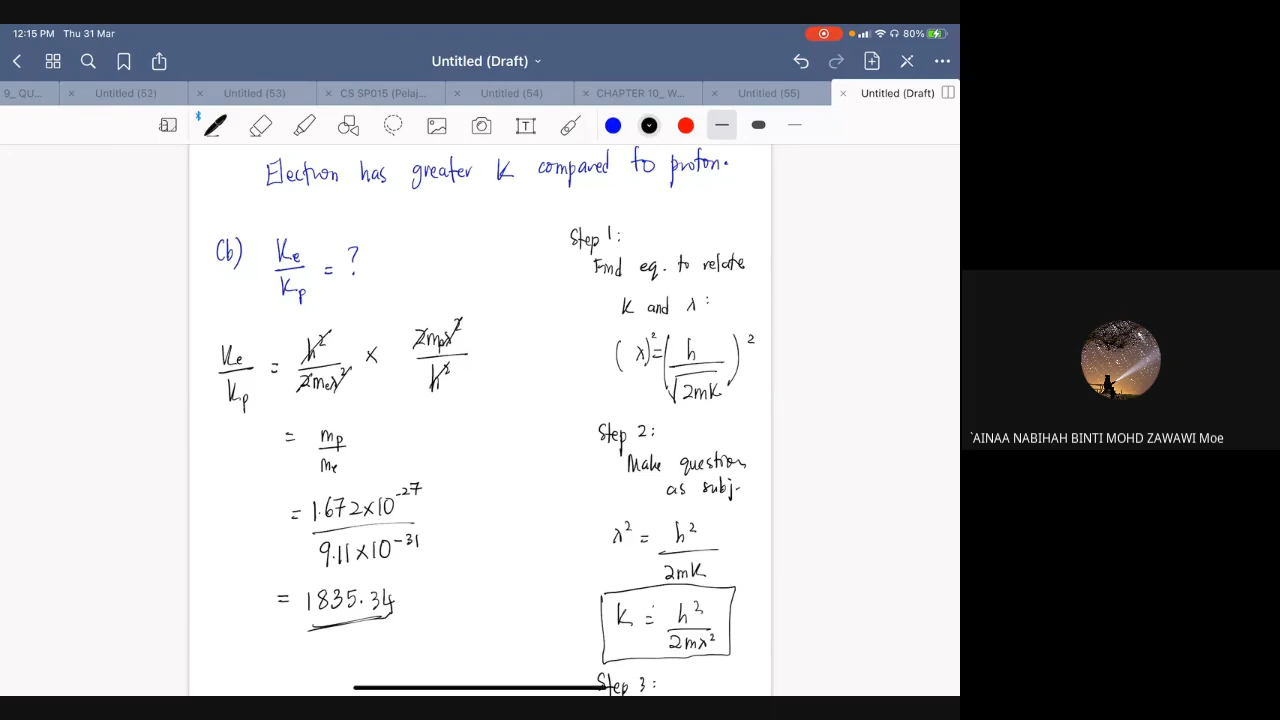 12:15 PM Thu 31 Mar
80%
Untitled (Draft)
9_ QU...
Untitled (52)
Untitled (53)
CS SP015 (Pelaj...
Untitled (54)
CHAPTER 10_ W...
Untitled (55)
Untitled (Draft)
Electron has greater K compared to proton.
(b) Ke/Kp = ?
Ke/Kp = h²/2meλ² × 2mpλ²/h²
= mp/me
= 1.672×10⁻²⁷/9.11×10⁻³¹
= 1835.34
Step 1:
Find eq. to relate
K and λ:
(λ)² = (h/√2mK)²
Step 2:
Make question
as subj.
λ² = h²/2mK
K = h²/2mλ²
Step 3:
`AINAA NABIHAH BINTI MOHD ZAWAWI Moe